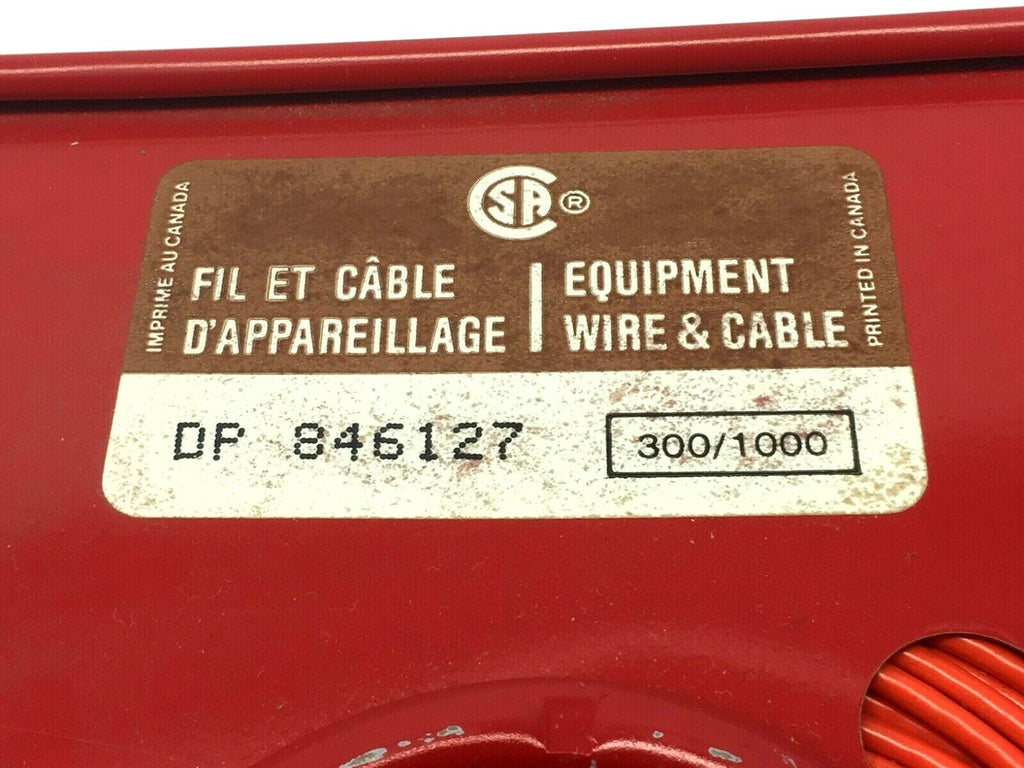 CSA ®
IMPRIME AU CANADA
FIL ET CÂBLE
D'APPAREILLAGE
EQUIPMENT
WIRE & CABLE
PRINTED IN CANADA
DP 846127
300/1000